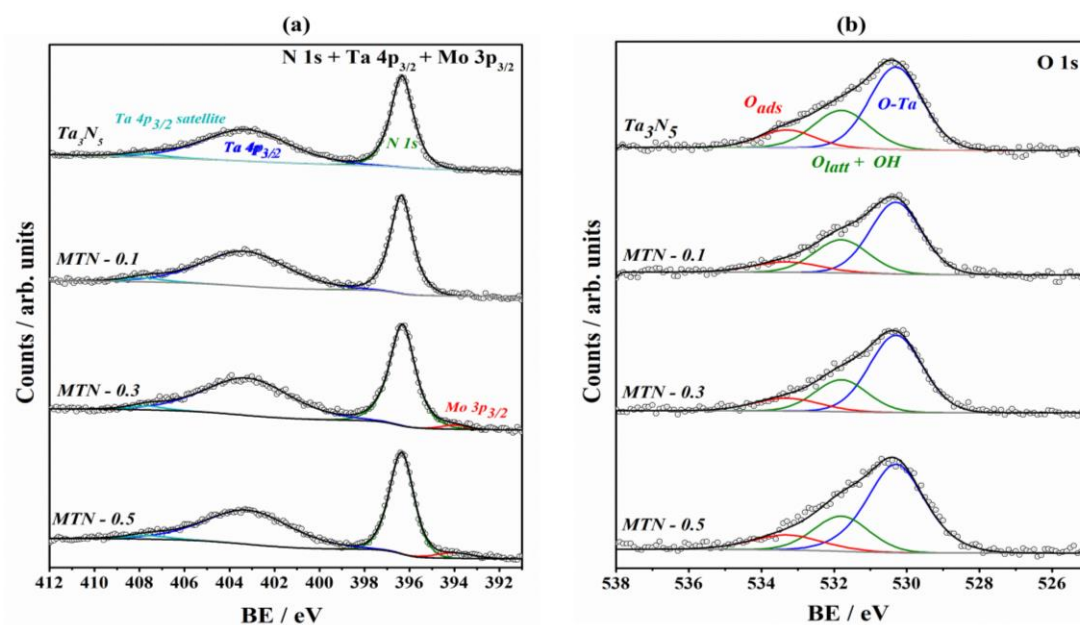 (a)
N 1s + Ta 4p3/2 + Mo 3p3/2
Ta 4p3/2 satellite
Ta3N5
Ta 4p3/2
N 1s
MTN - 0.1
MTN - 0.3
Mo 3p3/2
MTN - 0.5
Counts / arb. units
412 410 408 406 404 402 400 398 396 394 392
BE / eV
(b)
O 1s
Oads
O-Ta
Ta3N5
Olatt + OH
MTN - 0.1
MTN - 0.3
MTN - 0.5
Counts / arb. units
538 536 534 532 530 528 526
BE / eV